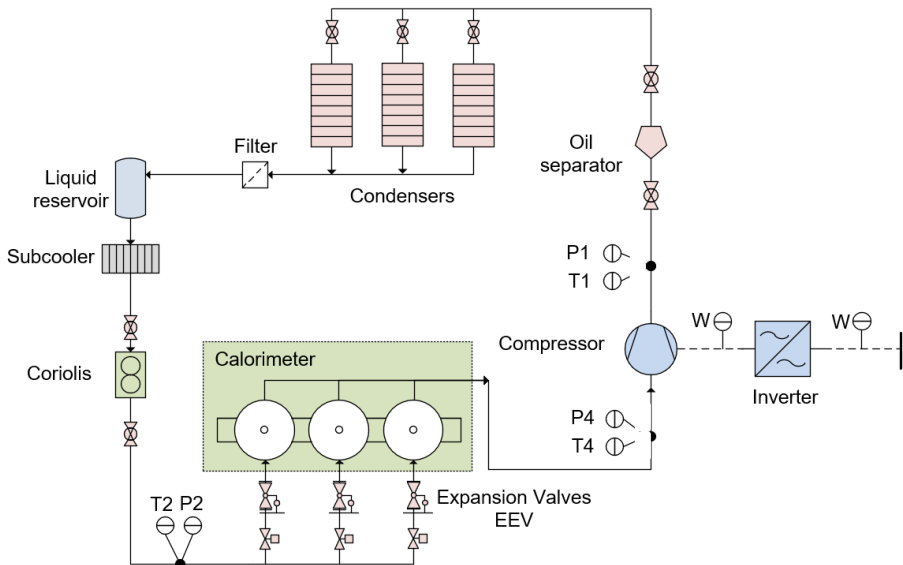 Oil
separator
Filter
Condensers
Liquid
reservoir
Subcooler
P1
T1
W
W
Compressor
Inverter
Calorimeter
Coriolis
P4
T4
Expansion Valves
EEV
T2 P2